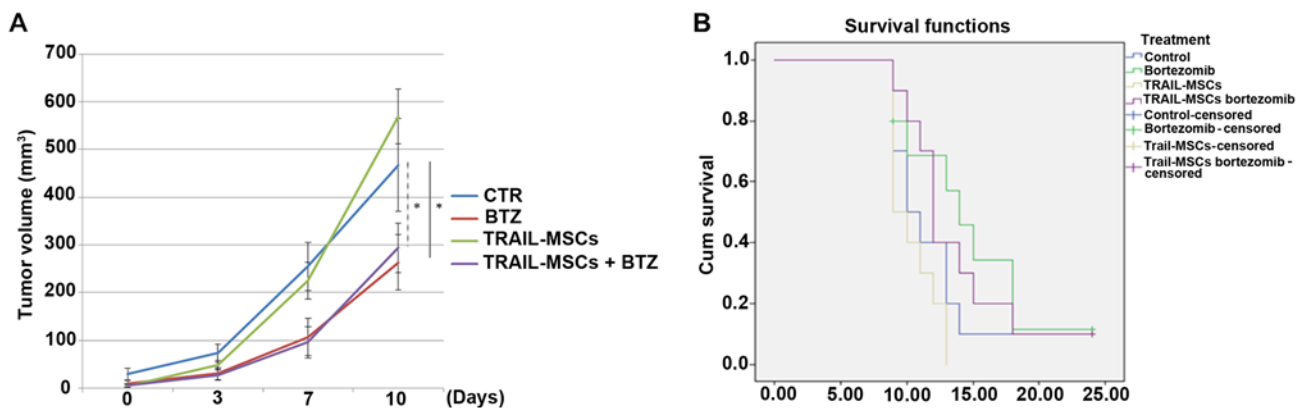 A
700
600
500
400
300
200
100
0
Tumor volume (mm³)
0 3 7 10 (Days)
*
*
CTR
BTZ
TRAIL-MSCs
TRAIL-MSCs + BTZ
B
Survival functions
1.0
0.8
0.6
0.4
0.2
0.0
Cum survival
0.00 5.00 10.00 15.00 20.00 25.00
Treatment
Control
Bortezomib
TRAIL-MSCs
TRAIL-MSCs bortezomib
Control-censored
Bortezomib-censored
Trail-MSCs-censored
Trail-MSCs bortezomib-
censored